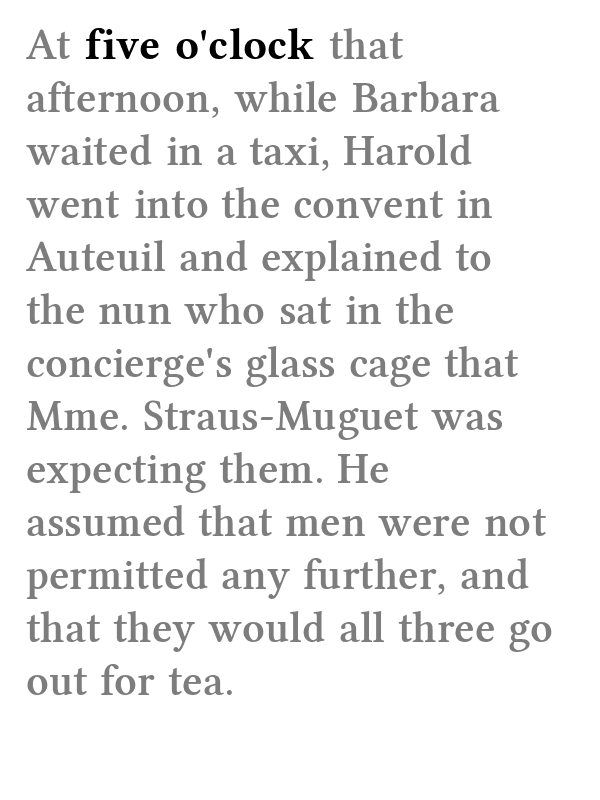 At five o'clock that
afternoon, while Barbara
waited in a taxi, Harold
went into the convent in
Auteuil and explained to
the nun who sat in the
concierge's glass cage that
Mme. Straus-Muguet was
expecting them. He
assumed that men were not
permitted any further, and
that they would all three go
out for tea.